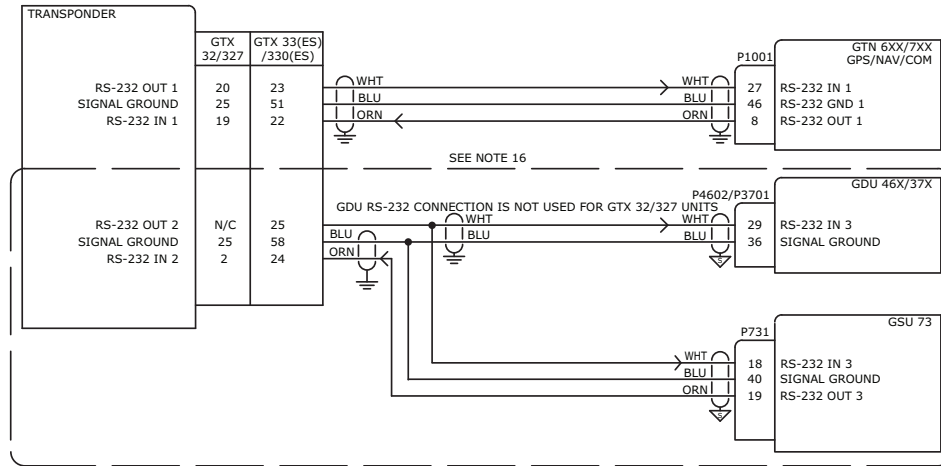 TRANSPONDER
GTX 32/327
GTX 33(ES) /330(ES)
RS-232 OUT 1 20 23
SIGNAL GROUND 25 51
RS-232 IN 1 19 22
WHT WHT
BLU BLU
ORN ORN
P1001
GTN 6XX/7XX
GPS/NAV/COM
27 RS-232 IN 1
46 RS-232 GND 1
8 RS-232 OUT 1
SEE NOTE 16
RS-232 OUT 2 N/C 25
SIGNAL GROUND 25 58
RS-232 IN 2 2 24
GDU RS-232 CONNECTION IS NOT USED FOR GTX 32/327 UNITS
WHT WHT
BLU BLU BLU
ORN
P4602/P3701
GDU 46X/37X
29 RS-232 IN 3
36 SIGNAL GROUND
S
P731
GSU 73
WHT 18 RS-232 IN 3
BLU 40 SIGNAL GROUND
ORN 19 RS-232 OUT 3
S